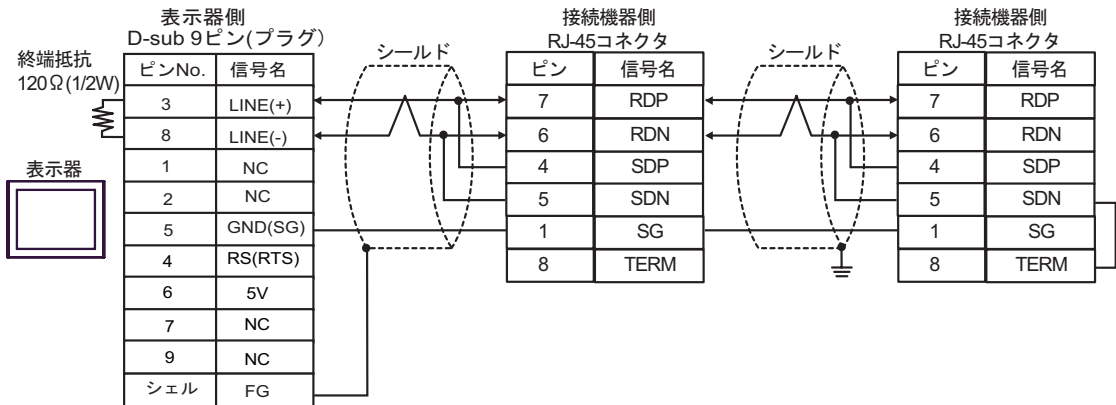 表示器側
D-sub 9ピン(プラグ)
終端抵抗
120Ω(1/2W)
表示器
ピンNo. 信号名
3 LINE(+)
8 LINE(-)
1 NC
2 NC
5 GND(SG)
4 RS(RTS)
6 5V
7 NC
9 NC
シェル FG
シールド
接続機器側
RJ-45コネクタ
ピン 信号名
7 RDP
6 RDN
4 SDP
5 SDN
1 SG
8 TERM
シールド
接続機器側
RJ-45コネクタ
ピン 信号名
7 RDP
6 RDN
4 SDP
5 SDN
1 SG
8 TERM